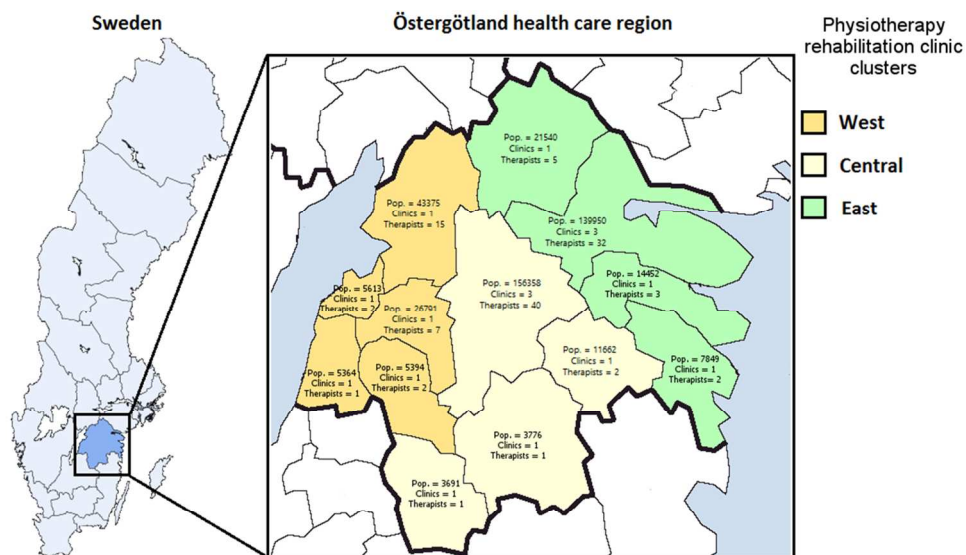 Sweden
Östergötland health care region
Physiotherapy
rehabilitation clinic
clusters
West
Central
East
Pop. = 21540
Clinics = 1
Therapists = 5
Pop. = 43375
Clinics = 1
Therapists = 15
Pop. = 139950
Clinics = 3
Therapists = 32
Pop. = 156358
Clinics = 3
Therapists = 40
Pop. = 14452
Clinics = 1
Therapists = 3
Pop. = 5613
Clinics = 1
Therapists = 2
Pop. = 26791
Clinics = 1
Therapists = 7
Pop. = 11662
Clinics = 1
Therapists = 2
Pop. = 7849
Clinics = 1
Therapists= 2
Pop. = 5364
Clinics = 1
Therapists = 1
Pop. = 5394
Clinics = 1
Therapists = 2
Pop. = 3776
Clinics = 1
Therapists = 1
Pop. = 3691
Clinics = 1
Therapists = 1